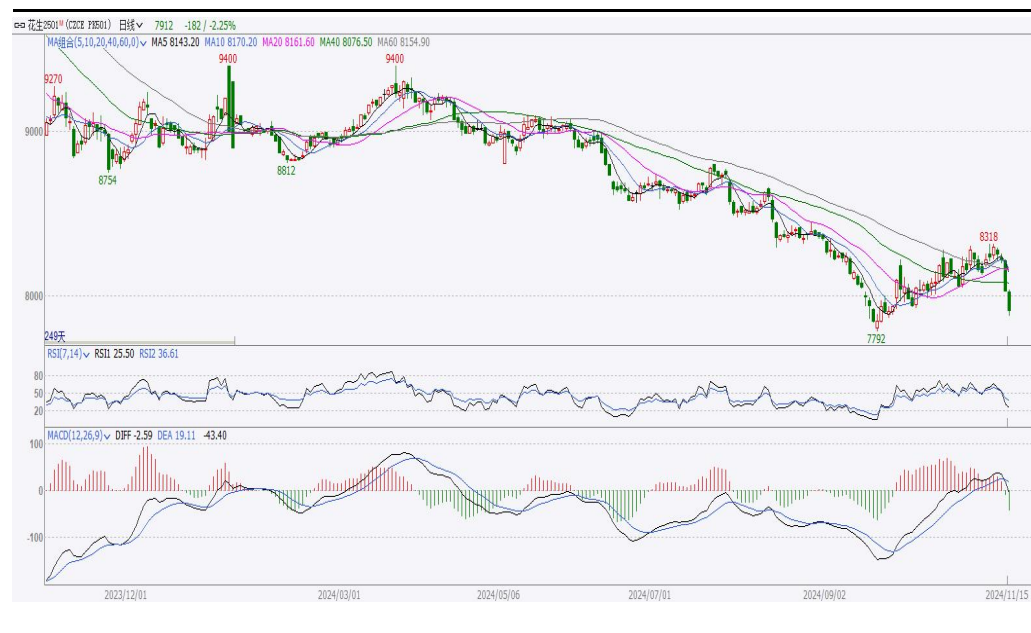 花生2501M (CZCE PK501) 日线 7912 -182 / -2.25%
MA组合(5,10,20,40,60,0) MA5 8143.20 MA10 8170.20 MA20 8161.60 MA40 8076.50 MA60 8154.90
9400 9400
9270
9000
8754 8812
8318
8000
249天 7792
RSI(7,14) RSI1 25.50 RSI2 36.61
80
50
20
MACD(12,26,9) DIFF -2.59 DEA 19.11 -43.40
100
0
-100
2023/12/01 2024/03/01 2024/05/06 2024/07/01 2024/09/02 2024/11/15